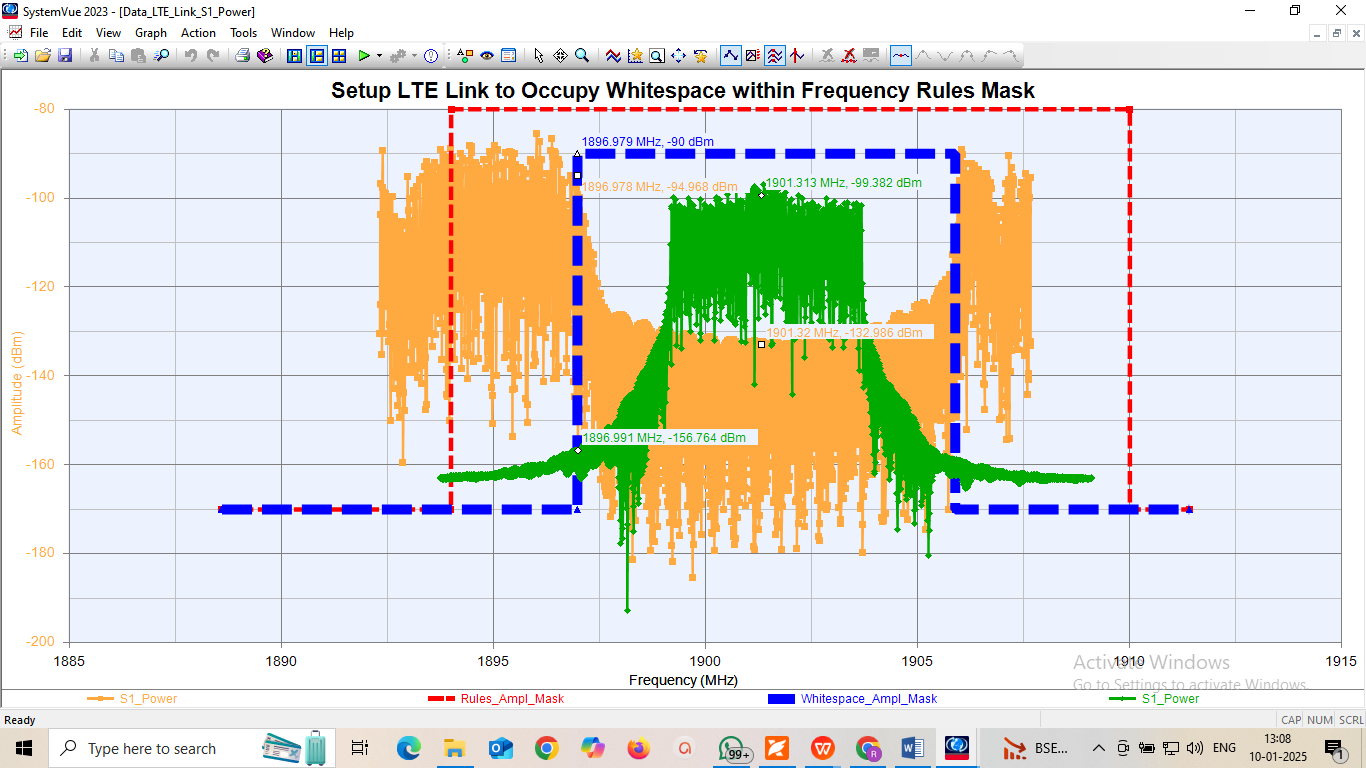 SystemVue 2023 - [Data_LTE_Link_S1_Power]
File Edit View Graph Action Tools Window Help
Setup LTE Link to Occupy Whitespace within Frequency Rules Mask
-80
1896.979 MHz, -90 dBm
1896.978 MHz, -94.968 dBm
1901.313 MHz, -99.382 dBm
-100
-120
1901.32 MHz, -132.986 dBm
-140
Amplitude (dBm)
1896.991 MHz, -156.764 dBm
-160
-180
-200
1885 1890 1895 1900 1905 1910 1915
Activate Windows
Frequency (MHz)
Go to Settings to activate Windows.
S1_Power Rules_Ampl_Mask Whitespace_Ampl_Mask S1_Power
Ready
CAP NUM SCRL
Type here to search
99+
BSE...
ENG
13:08
10-01-2025
1